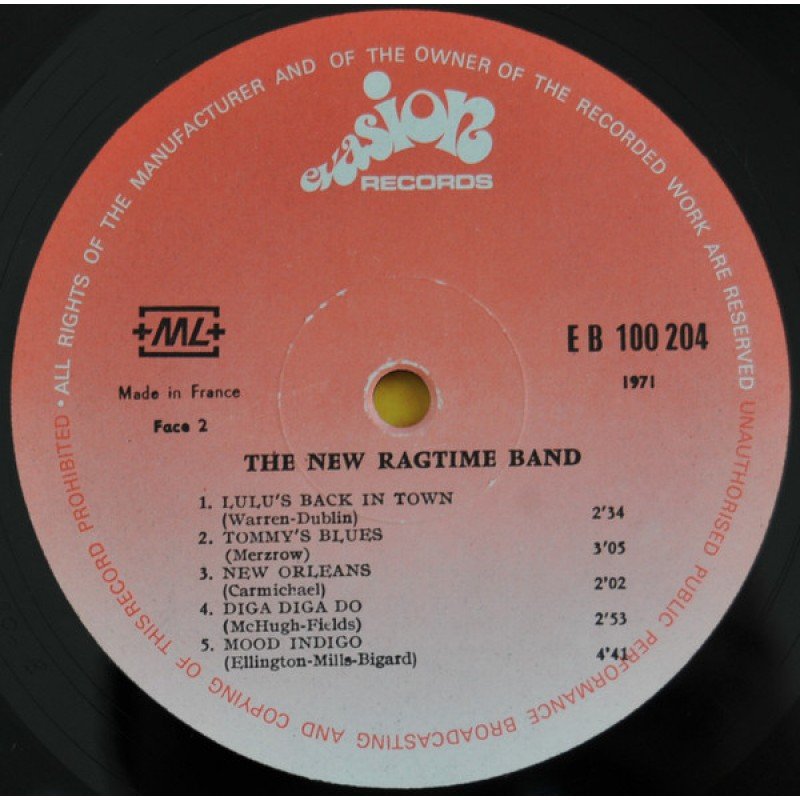 • ALL RIGHTS OF THE MANUFACTURER AND OF THE OWNER OF THE RECORDED WORK ARE RESERVED UNAUTHORISED PUBLIC PERFORMANCE BROADCASTING AND COPYING OF THIS RECORD PROHIBITED
evasion
RECORDS
+ML+
E B 100 204
Made in France
1971
Face 2
THE NEW RAGTIME BAND
1. LULU'S BACK IN TOWN
(Warren-Dublin) 2'34
2. TOMMY'S BLUES
(Merzrow) 3'05
3. NEW ORLEANS
(Carmichael) 2'02
4. DIGA DIGA DO
(McHugh-Fields) 2'53
5. MOOD INDIGO
(Ellington-Mills-Bigard) 4'41